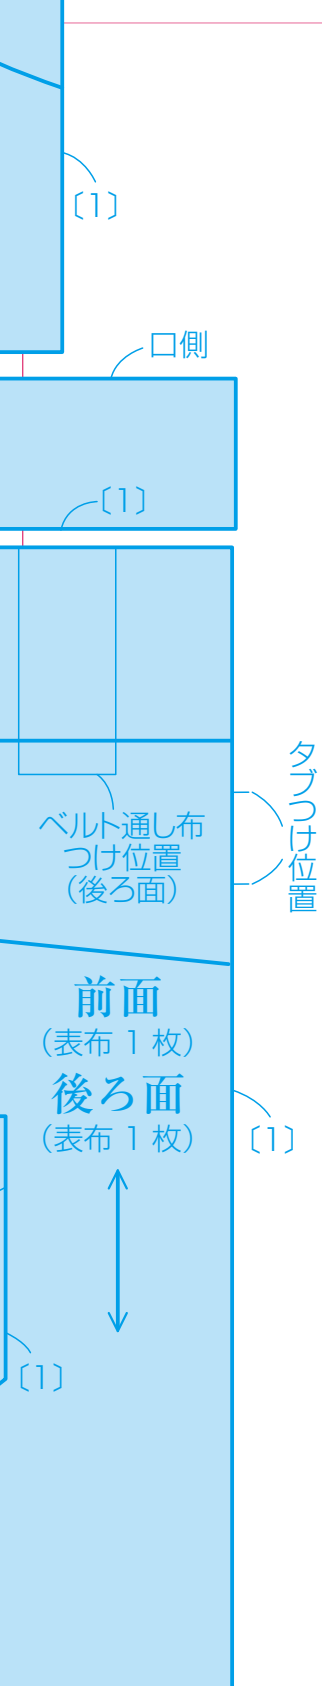 〔1〕
口側
〔1〕
タブつけ位置
ベルト通し布
つけ位置
（後ろ面）
前面
（表布 1 枚）
後ろ面
（表布 1 枚）
〔1〕
〔1〕